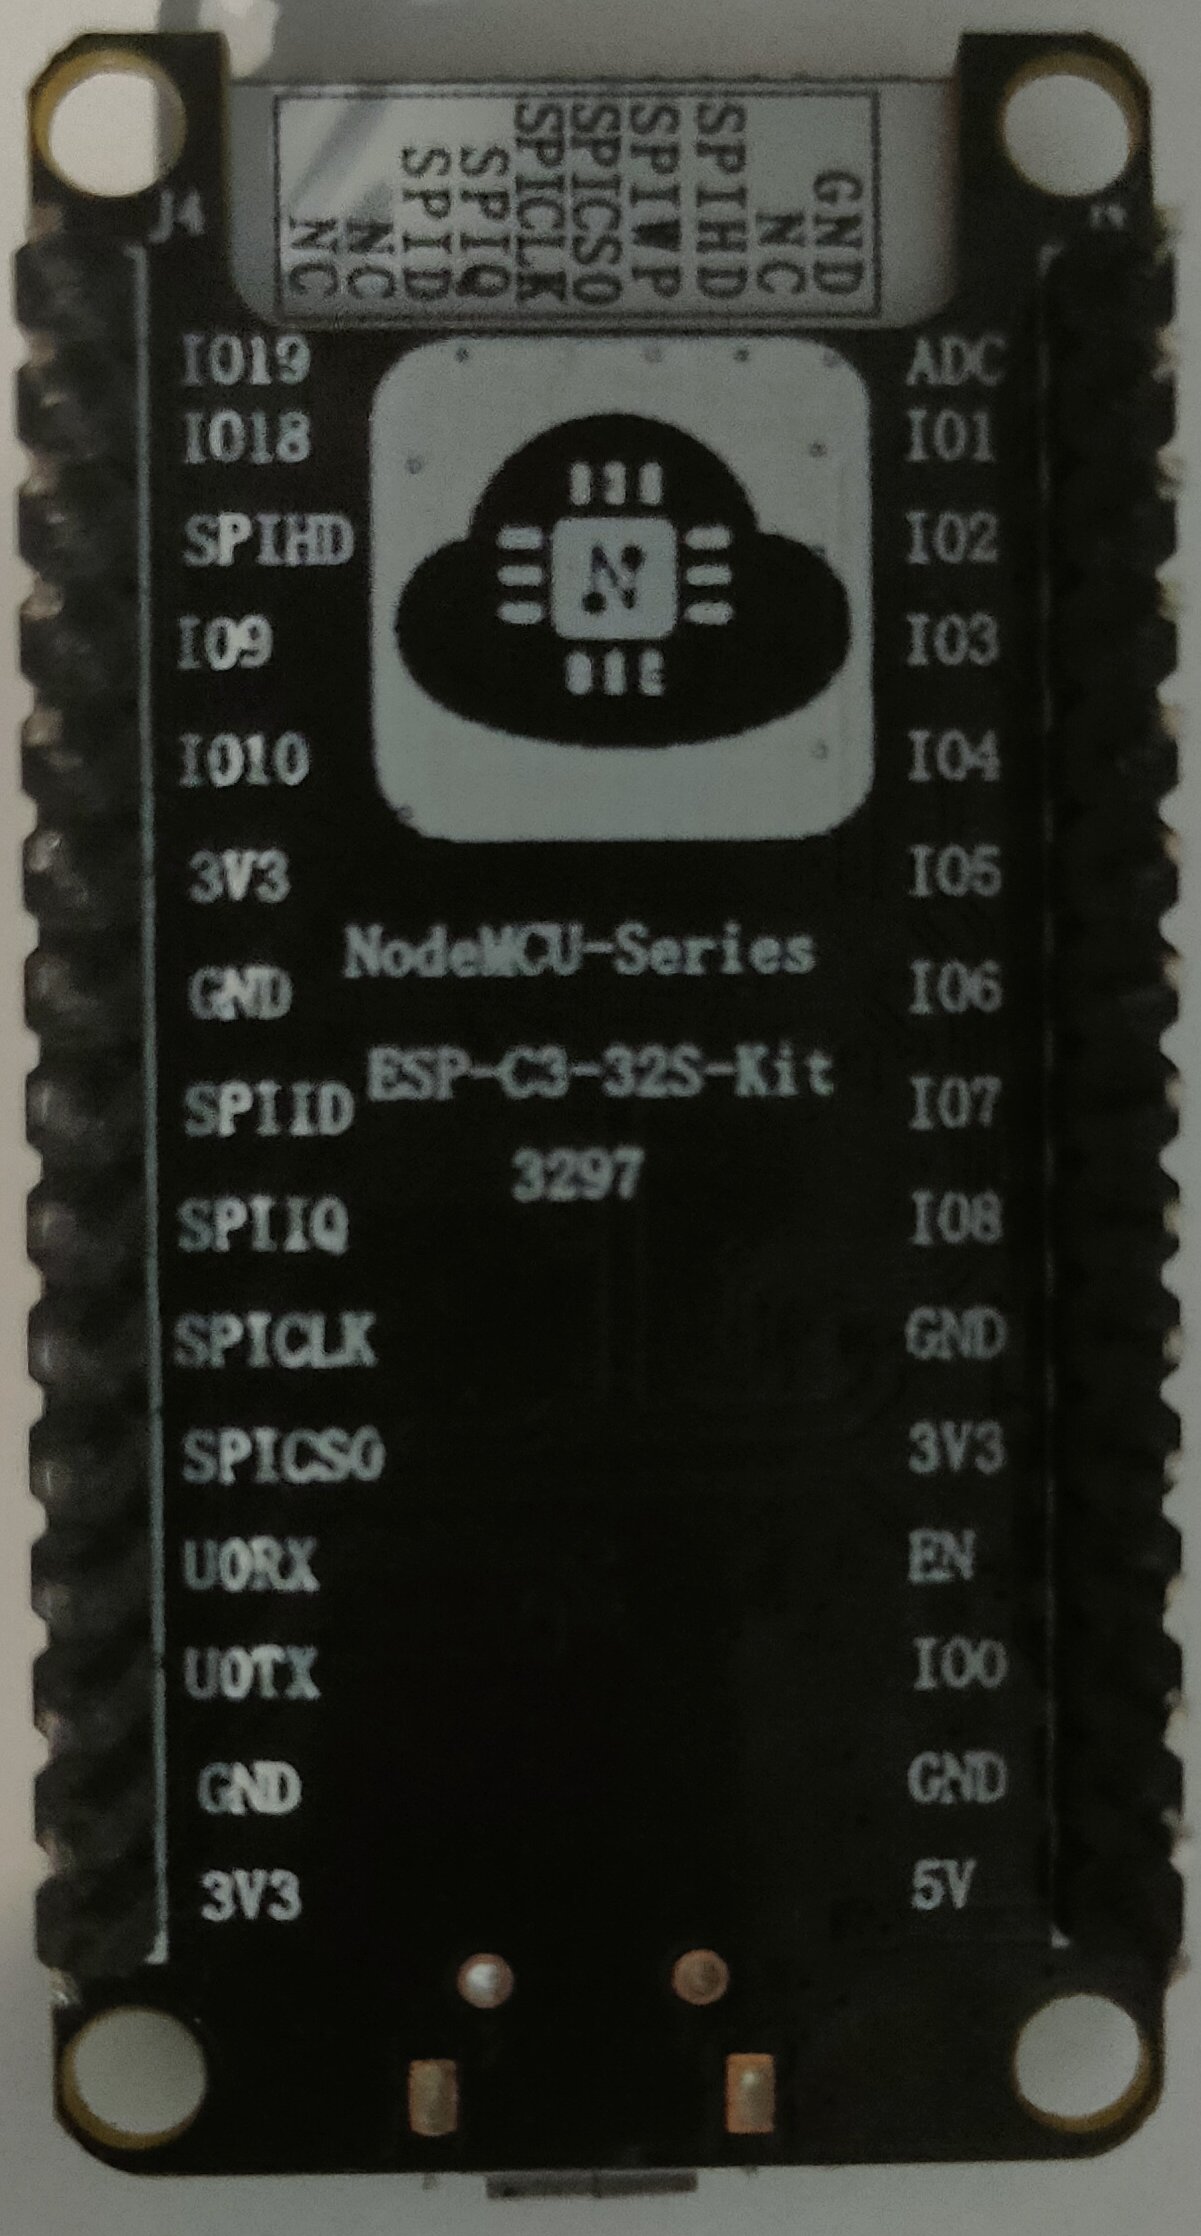 NC
NC
SPID
SPIQ
SPICLK
SPICS0
SPIWP
SPIHD
NC
GND
J4
IO19
IO18
SPIHD
IO9
IO10
3V3
GND
SPIID
SPIIQ
SPICLK
SPICS0
U0RX
U0TX
GND
3V3
N
NodeMCU-Series
ESP-C3-32S-Kit
3297
ADC
IO1
IO2
IO3
IO4
IO5
IO6
IO7
IO8
GND
3V3
EN
IO0
GND
5V